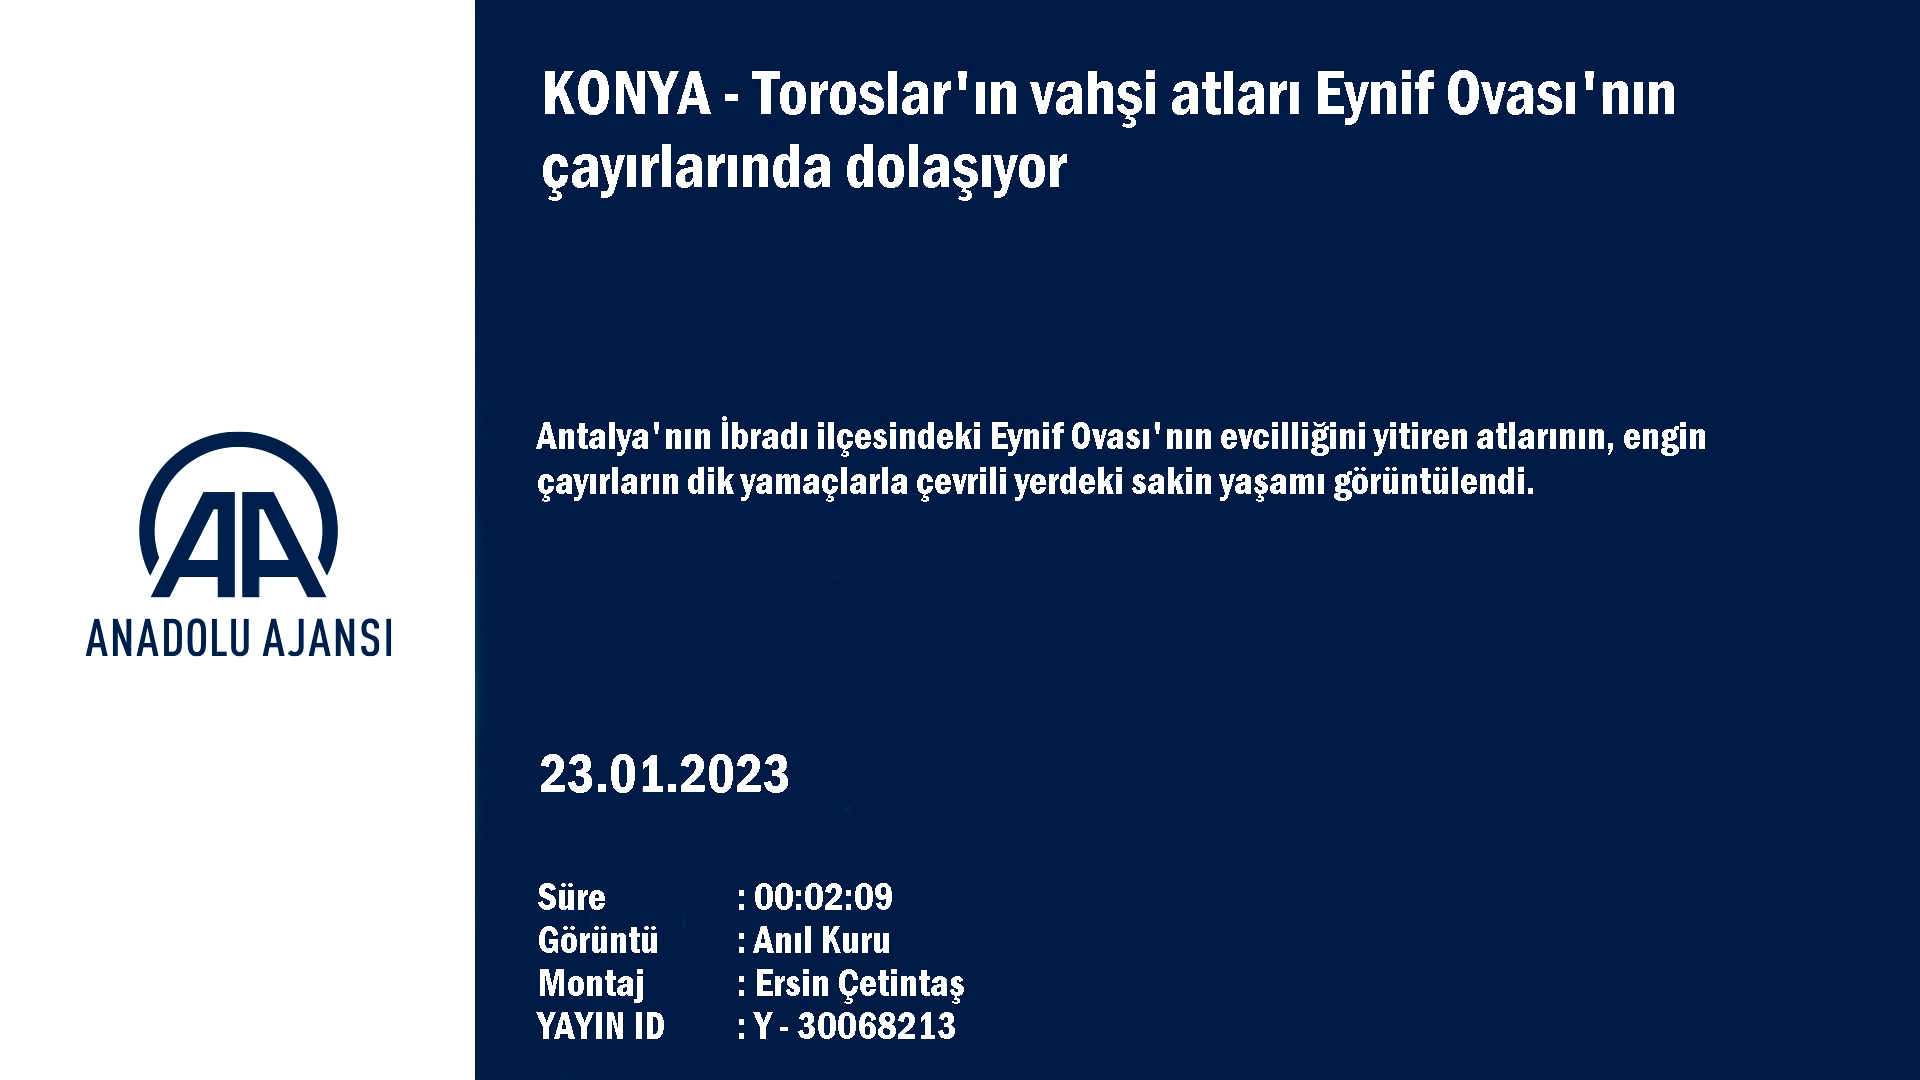 KONYA - Toroslar'ın vahşi atları Eynif Ovası'nın
çayırlarında dolaşıyor
Antalya'nın İbradı ilçesindeki Eynif Ovası'nın evcilliğini yitiren atlarının, engin
çayırların dik yamaçlarla çevrili yerdeki sakin yaşamı görüntülendi.
AA
ANADOLU AJANSI
23.01.2023
Süre : 00:02:09
Görüntü : Anıl Kuru
Montaj : Ersin Çetintaş
YAYIN ID : Y - 30068213